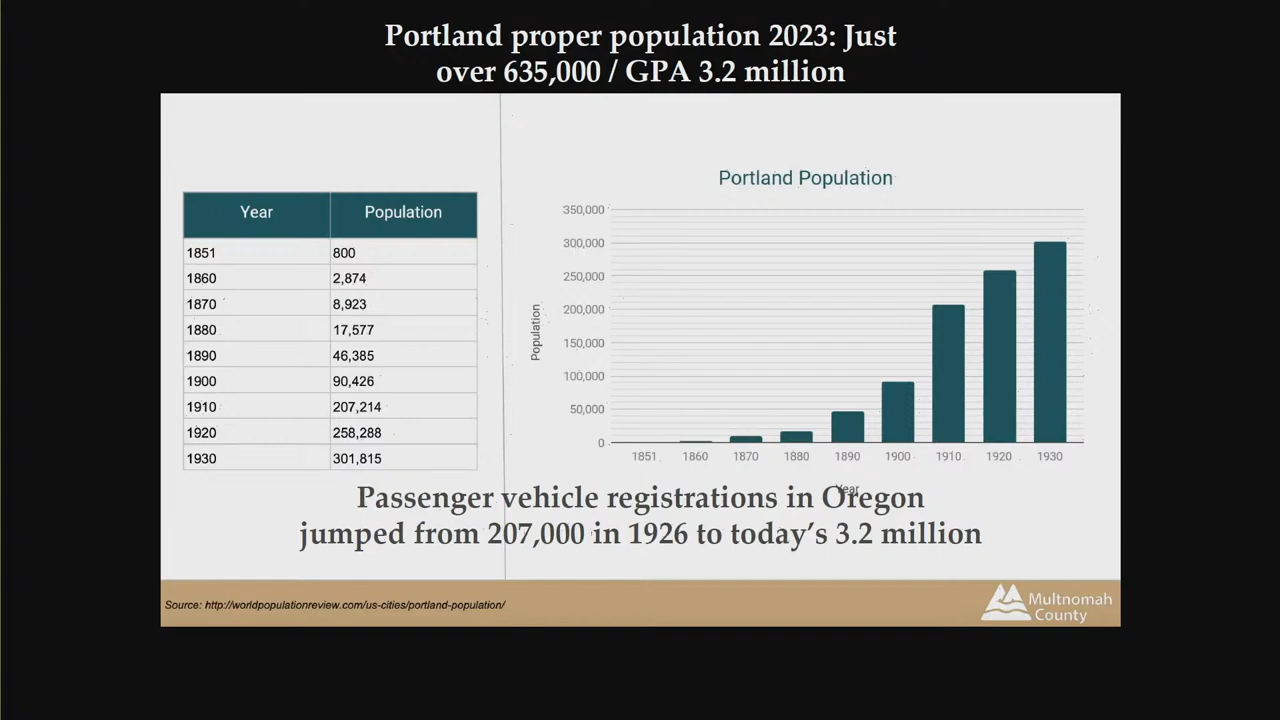 Portland proper population 2023: Just
over 635,000 / GPA 3.2 million
Year Population
1851 800
1860 2,874
1870 8,923
1880 17,577
1890 46,385
1900 90,426
1910 207,214
1920 258,288
1930 301,815
Portland Population
Population
350,000
300,000
250,000
200,000
150,000
100,000
50,000
0
1851 1860 1870 1880 1890 1900 1910 1920 1930
Year
Passenger vehicle registrations in Oregon
jumped from 207,000 in 1926 to today’s 3.2 million
Source: http://worldpopulationreview.com/us-cities/portland-population/
Multnomah
County